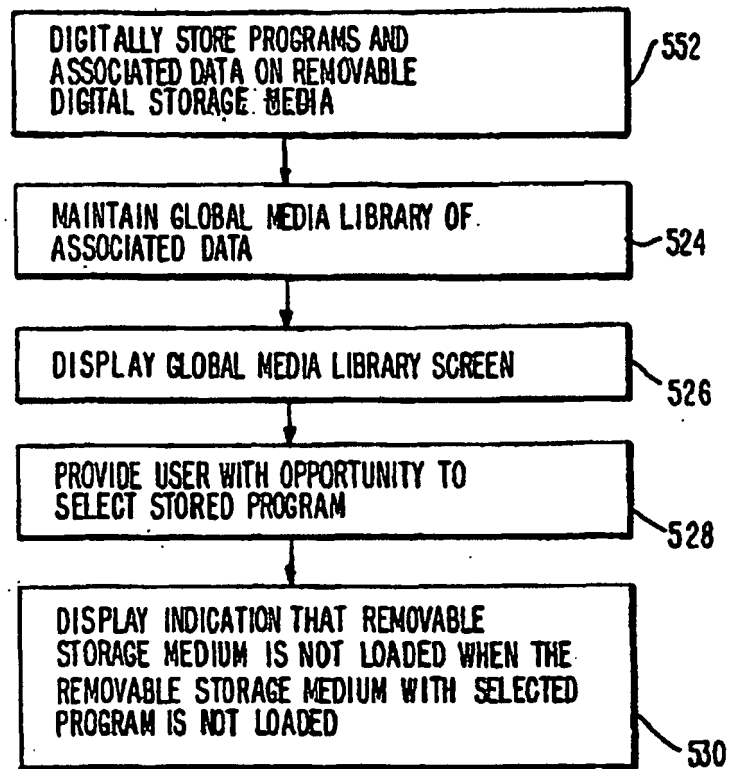 DIGITALLY STORE PROGRAMS AND
ASSOCIATED DATA ON REMOVABLE
DIGITAL STORAGE MEDIA
552
MAINTAIN GLOBAL MEDIA LIBRARY OF
ASSOCIATED DATA
524
DISPLAY GLOBAL MEDIA LIBRARY SCREEN
526
PROVIDE USER WITH OPPORTUNITY TO
SELECT STORED PROGRAM
528
DISPLAY INDICATION THAT REMOVABLE
STORAGE MEDIUM IS NOT LOADED WHEN THE
REMOVABLE STORAGE MEDIUM WITH SELECTED
PROGRAM IS NOT LOADED
530